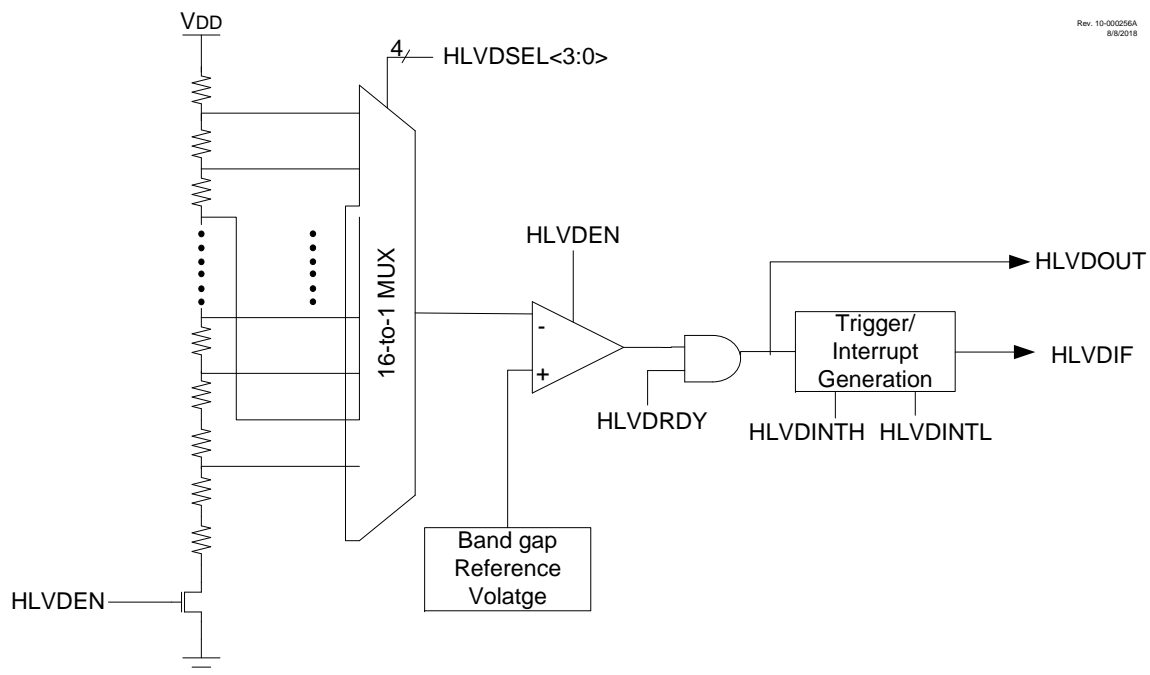 VDD
Rev. 10-000256A
8/8/2018
4
HLVDSEL<3:0>
16-to-1 MUX
HLVDEN
-
+
HLVDOUT
Trigger/
Interrupt
Generation
HLVDIF
HLVDRDY
HLVDINTH HLVDINTL
Band gap
Reference
Volatge
HLVDEN